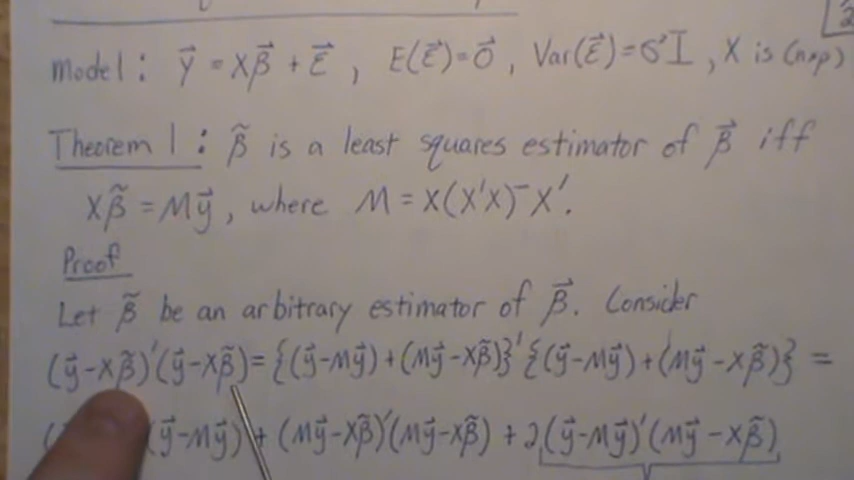 Model: y⃗ = Xβ⃗ + ε⃗, E(ε⃗)=0⃗, Var(ε⃗)=σ²I, X is (n×p)
Theorem 1: β̃ is a least squares estimator of β⃗ iff
Xβ̃ = My⃗, where M = X(X'X)⁻X'.
Proof
Let β̃ be an arbitrary estimator of β⃗. Consider
(y⃗-Xβ̃)'(y⃗-Xβ̃)={(y⃗-My⃗)+(My⃗-Xβ̃)}'{(y⃗-My⃗)+(My⃗-Xβ̃)} =
(y⃗-My⃗) + (My⃗-Xβ̃)'(My⃗-Xβ̃) + 2(y⃗-My⃗)'(My⃗-Xβ̃)